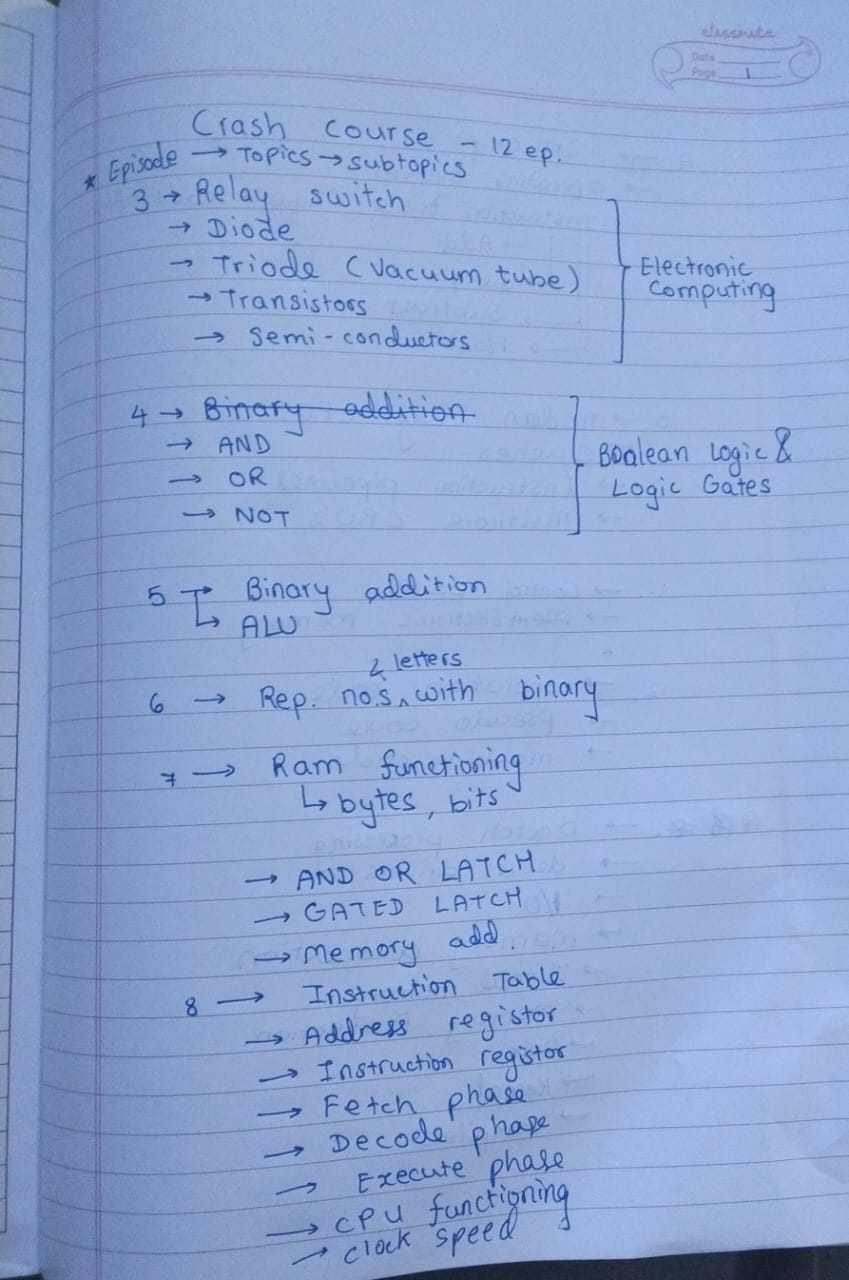 classmate
Date
Page 1
Crash course - 12 ep.
* Episode → Topics → subtopics
3 → Relay switch
→ Diode
→ Triode (Vacuum tube)
→ Transistors
→ Semi-conductors
Electronic
Computing
4 → Binary addition
→ AND
→ OR
→ NOT
Boolean Logic &
Logic Gates
5 → Binary addition
↳ ALU
& letters
6 → Rep. no.s ^ with binary
7 → Ram functioning
↳ bytes, bits
→ AND OR LATCH
→ GATED LATCH
→ Memory add.
8 → Instruction Table
→ Address registor
→ Instruction registor
→ Fetch phase
→ Decode phase
→ Execute phase
→ CPU functioning
→ clock speed